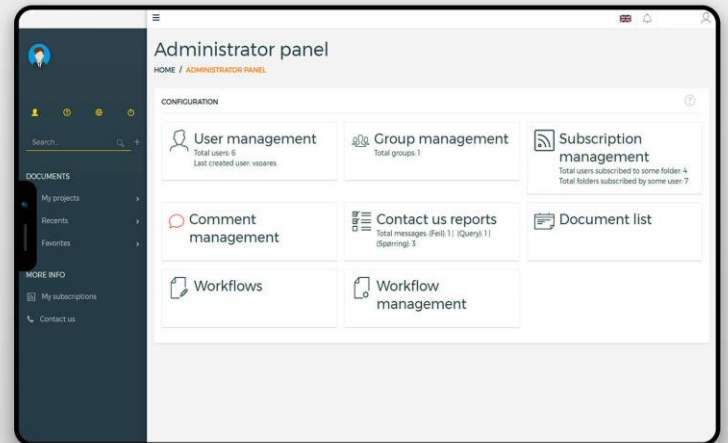 Administrator panel
HOME / ADMINISTRATOR PANEL
Search...
DOCUMENTS
My projects
Recents
Favorites
MORE INFO
My subscriptions
Contact us
CONFIGURATION
User management
Total users: 6
Last created user: vsoares
Group management
Total groups: 1
Subscription
management
Total users subscribed to some folder: 4
Total folders subscribed by some user: 7
Comment
management
Contact us reports
Total messages: (Feil): 1 | (Query): 1 |
(Spørring): 3
Document list
Workflows
Workflow
management